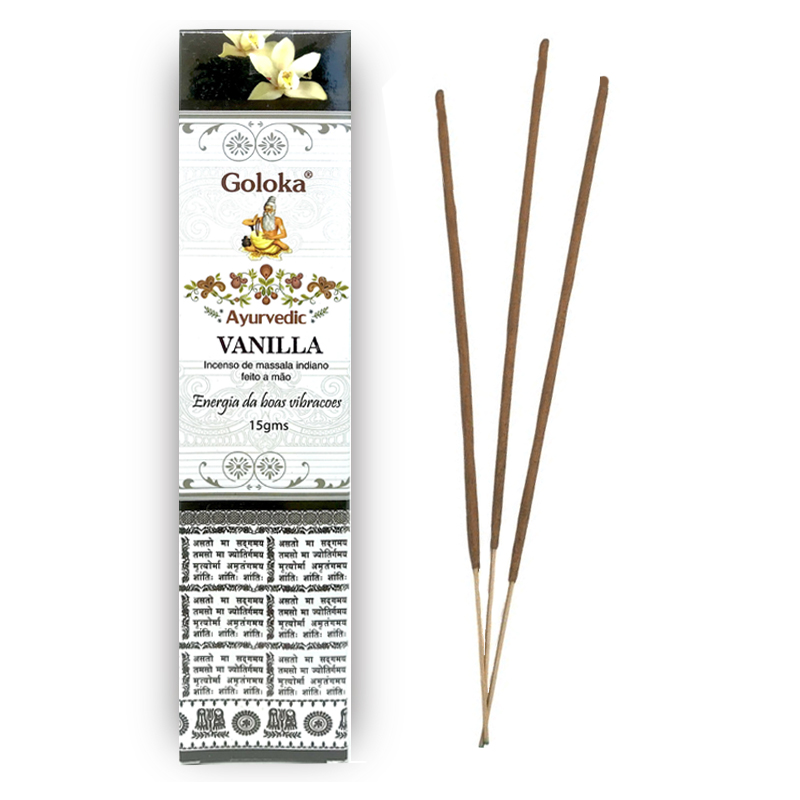 Goloka®
Ayurvedic
VANILLA
Incenso de massala indiano
feito a mão
Energia da boas vibracoes
15gms
असतो मा सद्गमय
तमसो मा ज्योतिर्गमय
मृत्योर्मा अमृतंगमय
शांतिः शांतिः शांति।
असतो मा सद्गमय
तमसो मा ज्योतिर्गमय
मृत्योर्मा अमृतंगमय
शांतिः शांतिः शांति।
असतो मा सद्गमय
तमसो मा ज्योतिर्गमय
मृत्योर्मा अमृतंगमय
शांतिः शांतिः शांति।
असतो मा सद्गमय
तमसो मा ज्योतिर्गमय
मृत्योर्मा अमृतंगमय
शांतिः शांतिः शांति।
असतो मा सद्गमय
तमसो मा ज्योतिर्गमय
मृत्योर्मा अमृतंगमय
शांतिः शांतिः शांति।
असतो मा सद्गमय
तमसो मा ज्योतिर्गमय
मृत्योर्मा अमृतंगमय
शांतिः शांतिः शांति।